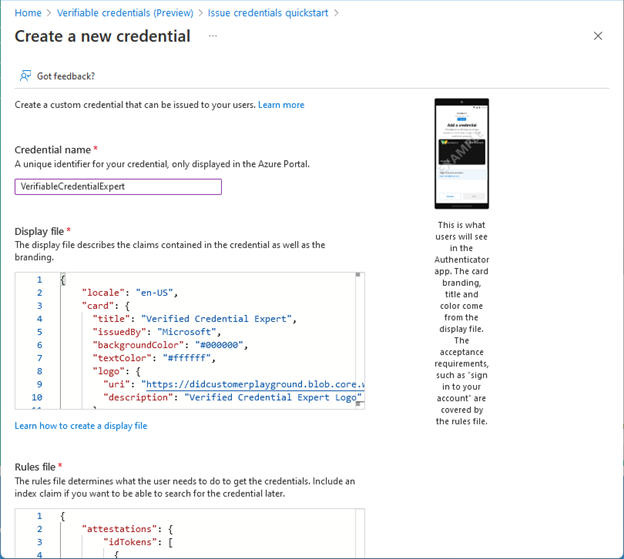 Home > Verifiable credentials (Preview) > Issue credentials quickstart >
Create a new credential ...
Got feedback?
Create a custom credential that can be issued to your users. Learn more
Credential name *
A unique identifier for your credential, only displayed in the Azure Portal.
VerifiableCredentialExpert
Display file *
The display file describes the claims contained in the credential as well as the
branding.
1 {
2 "locale": "en-US",
3 "card": {
4 "title": "Verified Credential Expert",
5 "issuedBy": "Microsoft",
6 "backgroundColor": "#000000",
7 "textColor": "#ffffff",
8 "logo": {
9 "uri": "https://didcustomerplayground.blob.core.w
10 "description": "Verified Credential Expert Logo"
11 }
Learn how to create a display file
Rules file *
The rules file determines what the user needs to do to get the credentials. Include an
index claim if you want to be able to search for the credential later.
1 {
2 "attestations": {
3 "idTokens": [
4 {
Add a credential
This is what
users will see
in the
Authenticator
app. The card
branding,
title and
color come
from the
display file.
The
acceptance
requirements,
such as "sign
in to your
account" are
covered by
the rules file.